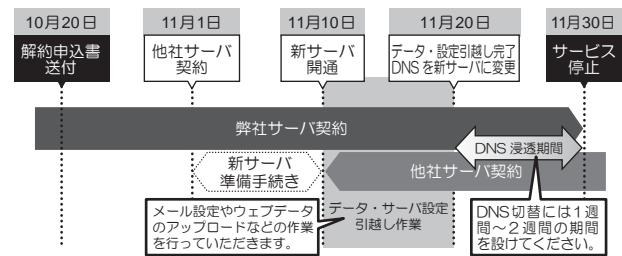 10月20日
11月1日
11月10日
11月20日
11月30日
解約申込書
送付
他社サーバ
契約
新サーバ
開通
データ・設定引越し完了
DNSを新サーバに変更
サービス
停止
弊社サーバ契約
DNS 浸透期間
新サーバ
準備手続き
他社サーバ契約
メール設定やウェブデータ
のアップロードなどの作業
を行っていただきます。
データ・サーバ設定
引越し作業
DNS切替には1週
間～2週間の期間
を設けてください。